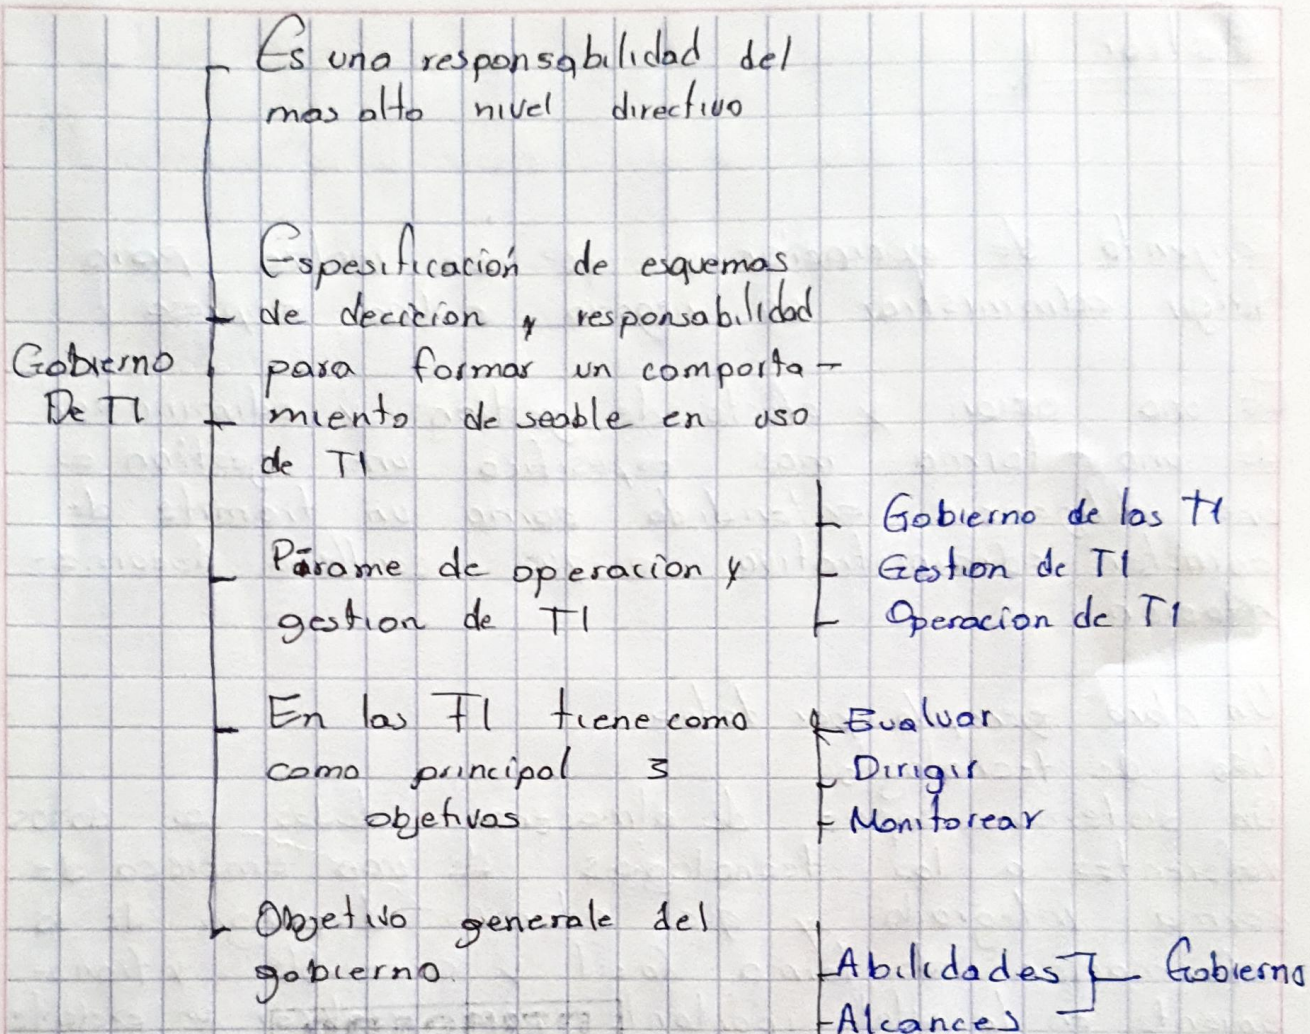 Es una responsabilidad del
mas alto nivel directivo
Espesificación de esquemas
de decicion y responsabilidad
para formar un comporta-
miento de seable en uso
de TI
Gobierno
De TI
Párame de operacion y
gestion de TI
Gobierno de las TI
Gestion de TI
Operacion de TI
En las TI tiene como
como principal 3
objetivos
Evaluar
Dirigir
Monitorear
Objetivo generale del
gobierno.
Abilidades
Alcances
Gobierno